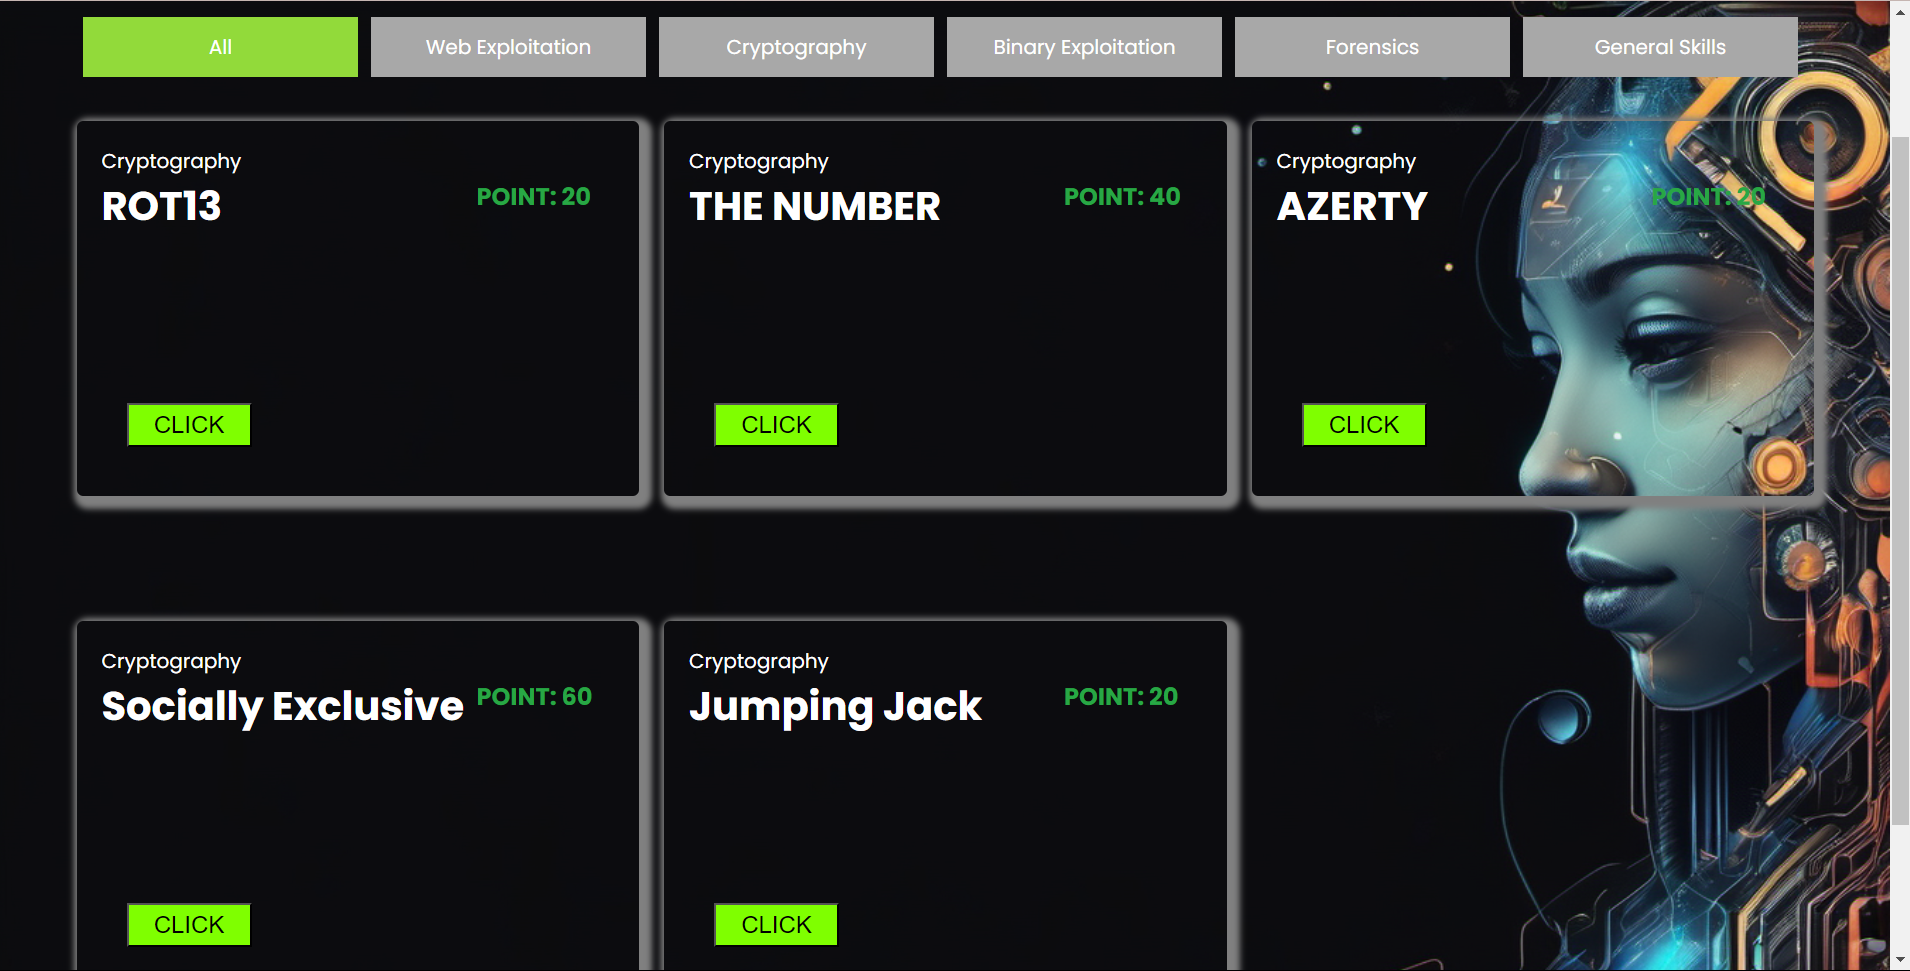 All Web Exploitation Cryptography Binary Exploitation Forensics General Skills
Cryptography
ROT13 POINT: 20
CLICK
Cryptography
THE NUMBER POINT: 40
CLICK
Cryptography
AZERTY POINT: 20
CLICK
Cryptography
Socially Exclusive POINT: 60
CLICK
Cryptography
Jumping Jack POINT: 20
CLICK